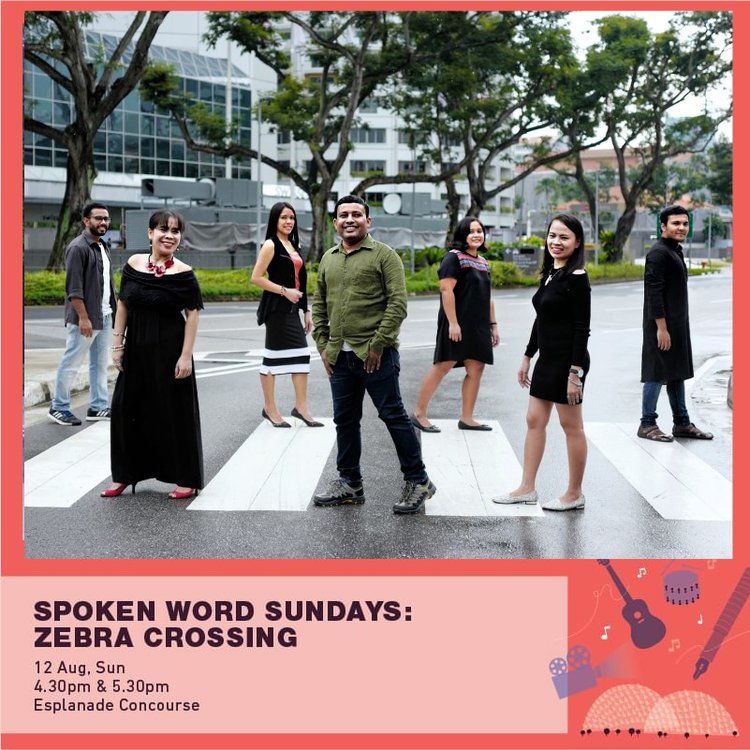 SPOKEN WORD SUNDAYS:
ZEBRA CROSSING
12 Aug, Sun
4.30pm & 5.30pm
Esplanade Concourse